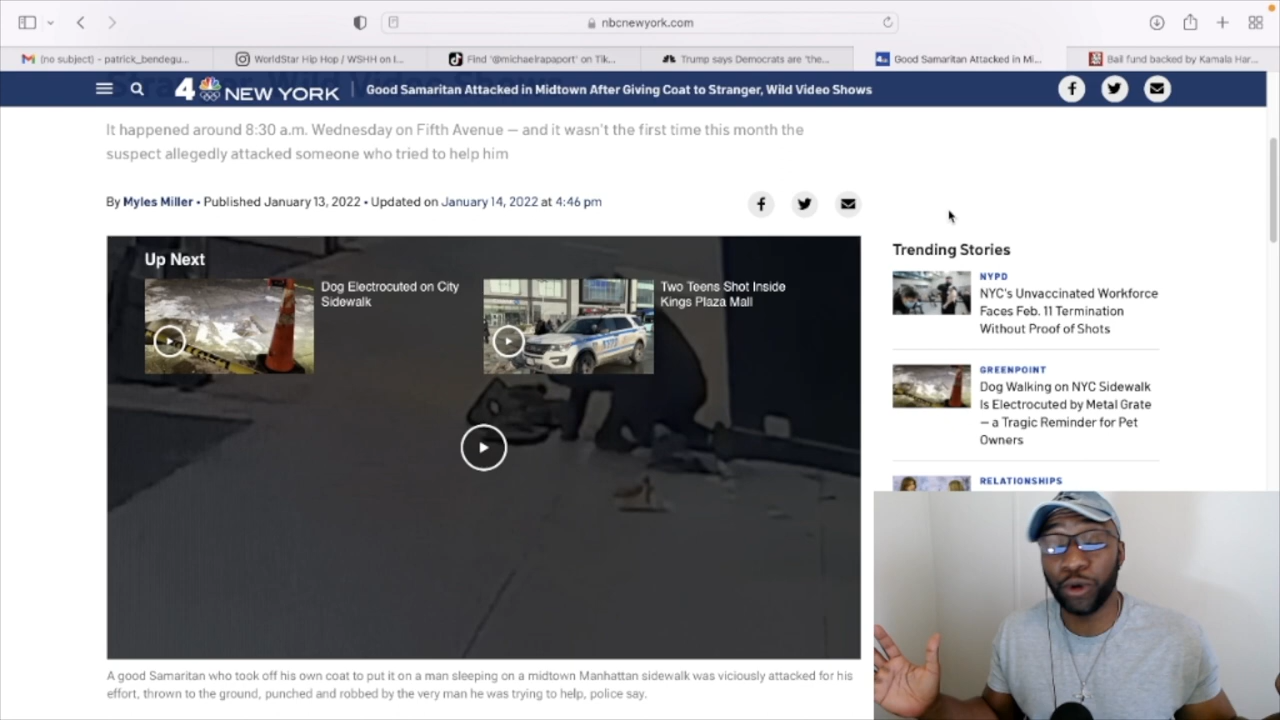 nbcnewyork.com
(no subject) – patrick_bendegu...
WorldStar Hip Hop / WSHH on I...
Find '@michaelrapaport' on Tik...
Trump says Democrats are 'the...
Good Samaritan Attacked in Mi...
Bail fund backed by Kamala Har...
4 NEW YORK
Good Samaritan Attacked in Midtown After Giving Coat to Stranger, Wild Video Shows
It happened around 8:30 a.m. Wednesday on Fifth Avenue — and it wasn't the first time this month the
suspect allegedly attacked someone who tried to help him
By Myles Miller • Published January 13, 2022 • Updated on January 14, 2022 at 4:46 pm
Up Next
Dog Electrocuted on City
Sidewalk
Two Teens Shot Inside
Kings Plaza Mall
A good Samaritan who took off his own coat to put it on a man sleeping on a midtown Manhattan sidewalk was viciously attacked for his
effort, thrown to the ground, punched and robbed by the very man he was trying to help, police say.
Trending Stories
NYPD
NYC's Unvaccinated Workforce
Faces Feb. 11 Termination
Without Proof of Shots
GREENPOINT
Dog Walking on NYC Sidewalk
Is Electrocuted by Metal Grate
— a Tragic Reminder for Pet
Owners
RELATIONSHIPS